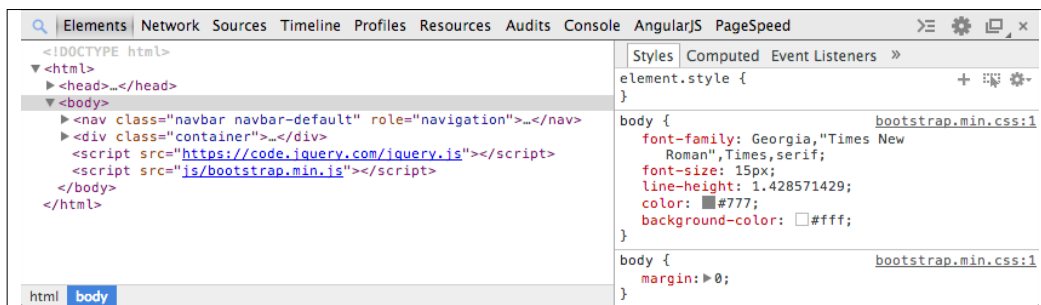 Elements Network Sources Timeline Profiles Resources Audits Console AngularJS PageSpeed
<!DOCTYPE html>
▼<html>
▶<head>…</head>
▼<body>
▶<nav class="navbar navbar-default" role="navigation">…</nav>
▶<div class="container">…</div>
<script src="https://code.jquery.com/jquery.js"></script>
<script src="js/bootstrap.min.js"></script>
</body>
</html>
html body
Styles Computed Event Listeners »
element.style {
}
body { bootstrap.min.css:1
font-family: Georgia,"Times New
Roman",Times,serif;
font-size: 15px;
line-height: 1.428571429;
color: #777;
background-color: #fff;
}
body { bootstrap.min.css:1
margin:▶0;
}